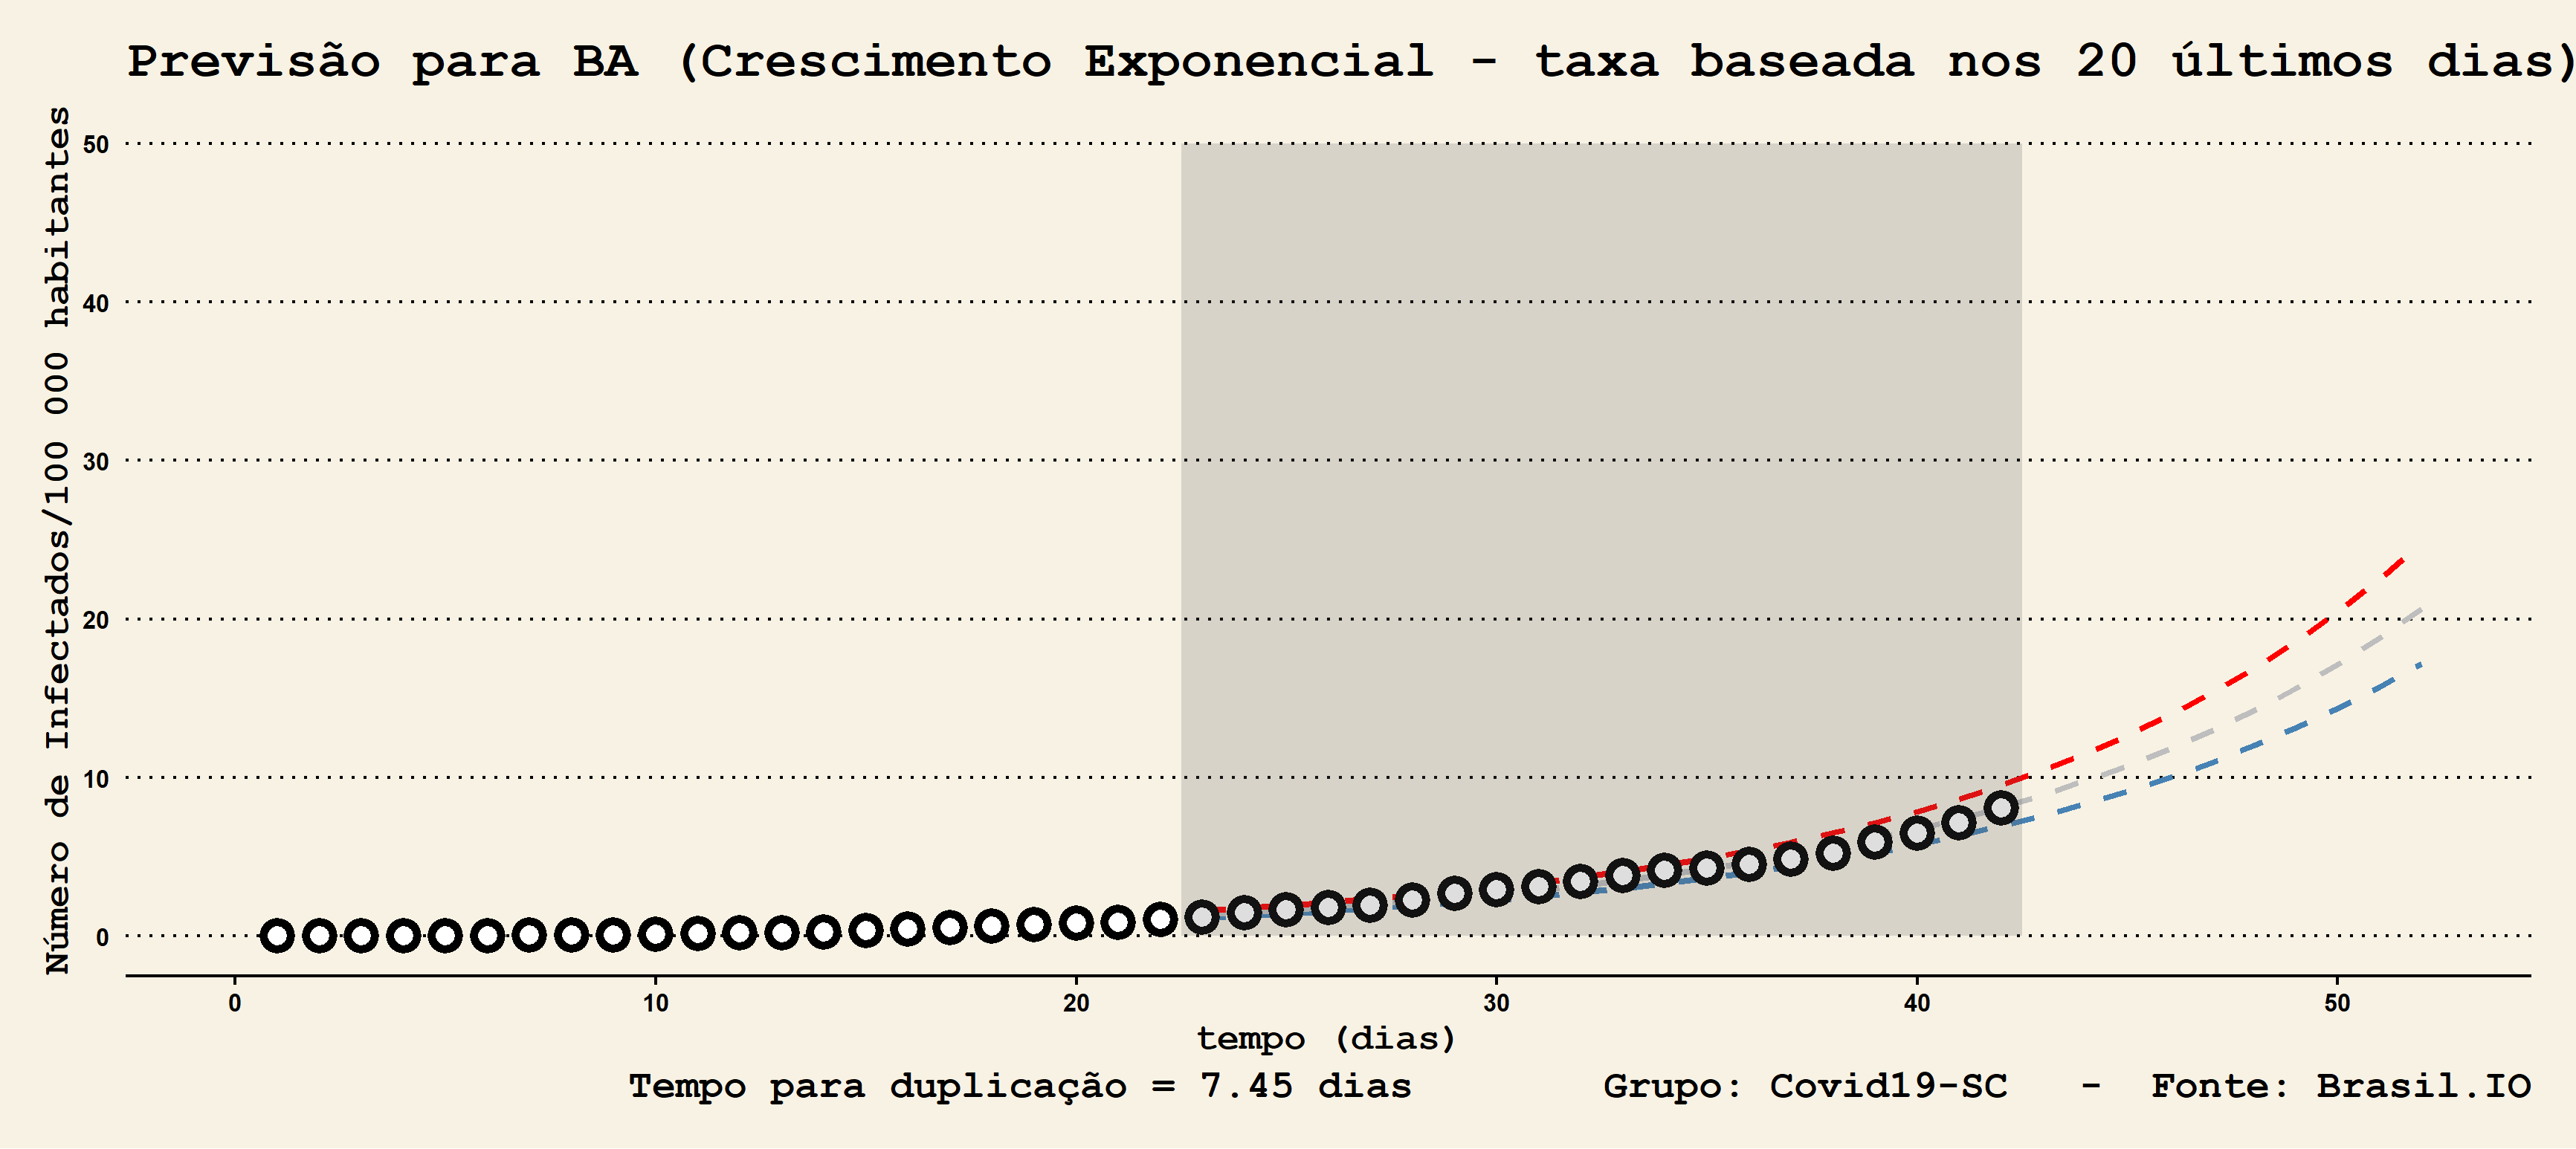 Previsão para BA (Crescimento Exponencial - taxa baseada nos 20 últimos dias)
Número de Infectados/100 000 habitantes
50
40
30
20
10
0
0 10 20 30 40 50
tempo (dias)
Tempo para duplicação = 7.45 dias Grupo: Covid19-SC - Fonte: Brasil.IO